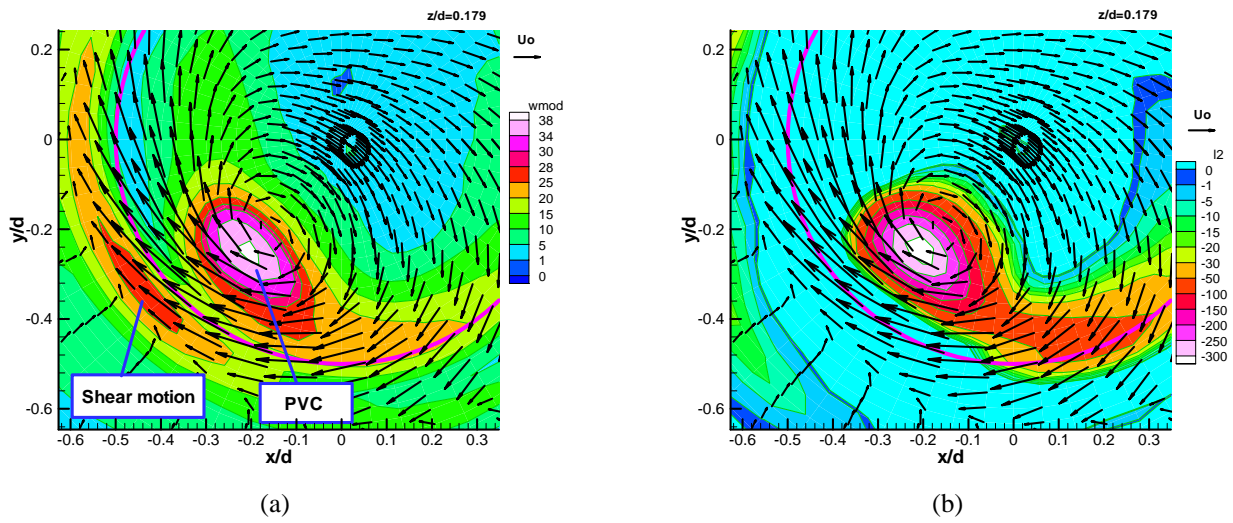 z/d=0.179
Uo
wmod
38
34
30
28
25
20
15
10
5
1
0
y/d
0.2
0
-0.2
-0.4
-0.6
Shear motion
PVC
-0.6 -0.5 -0.4 -0.3 -0.2 -0.1 0 0.1 0.2 0.3
x/d
(a)
z/d=0.179
Uo
l2
0
-1
-5
-10
-15
-20
-30
-50
-100
-150
-200
-250
-300
y/d
0.2
0
-0.2
-0.4
-0.6
-0.6 -0.5 -0.4 -0.3 -0.2 -0.1 0 0.1 0.2 0.3
x/d
(b)